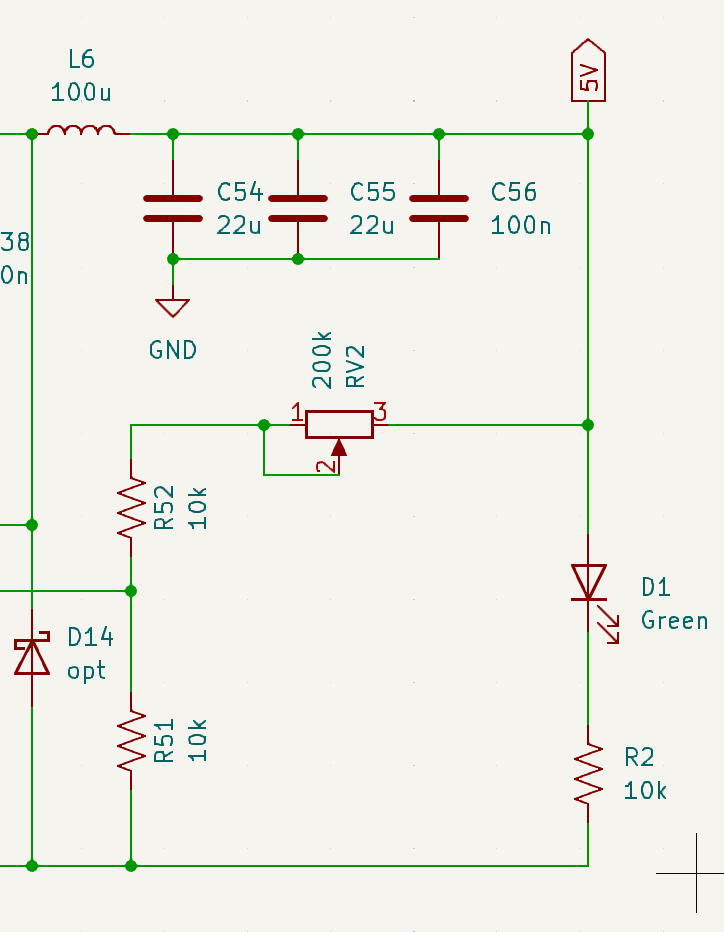 5V
L6
100u
C54
22u
C55
22u
C56
100n
38
0n
GND
200k
RV2
1
3
2
R52
10k
D1
Green
D14
opt
R51
10k
R2
10k